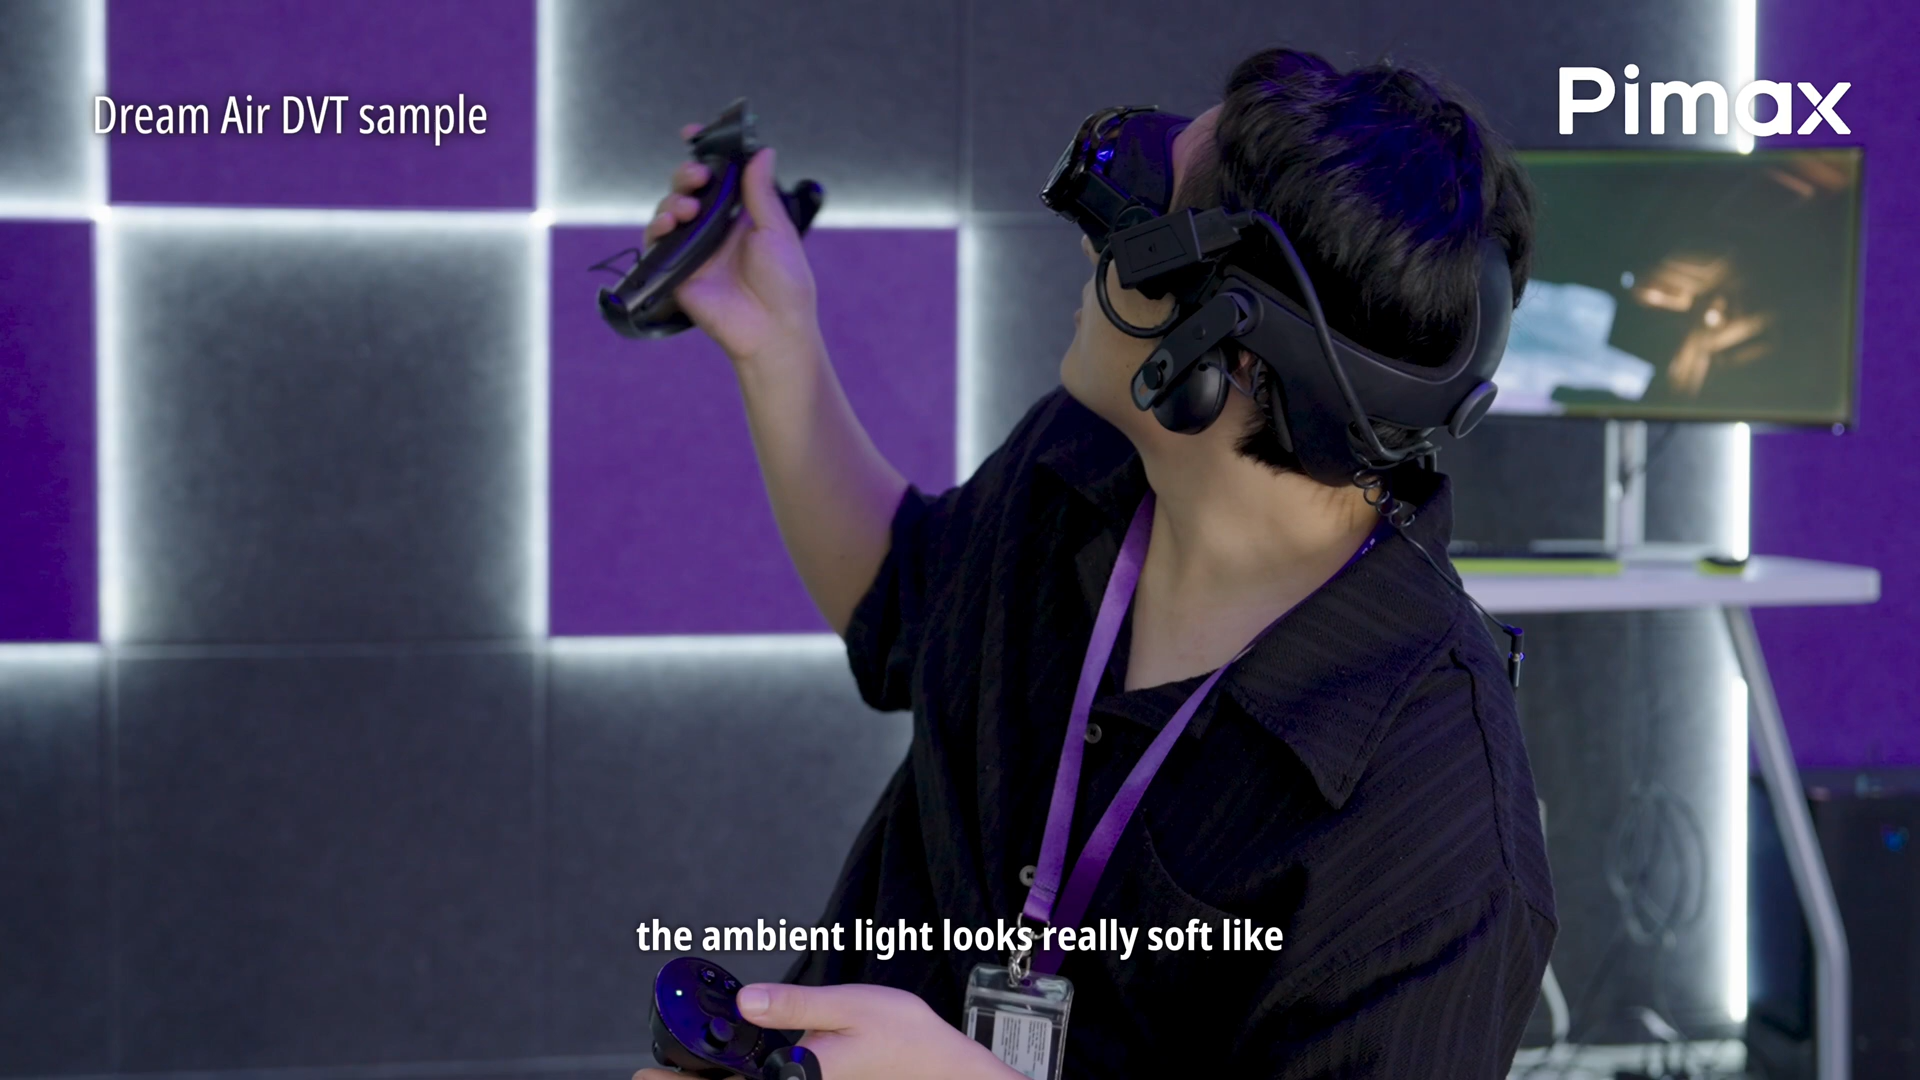 Dream Air DVT sample
Pimax
the ambient light looks really soft like